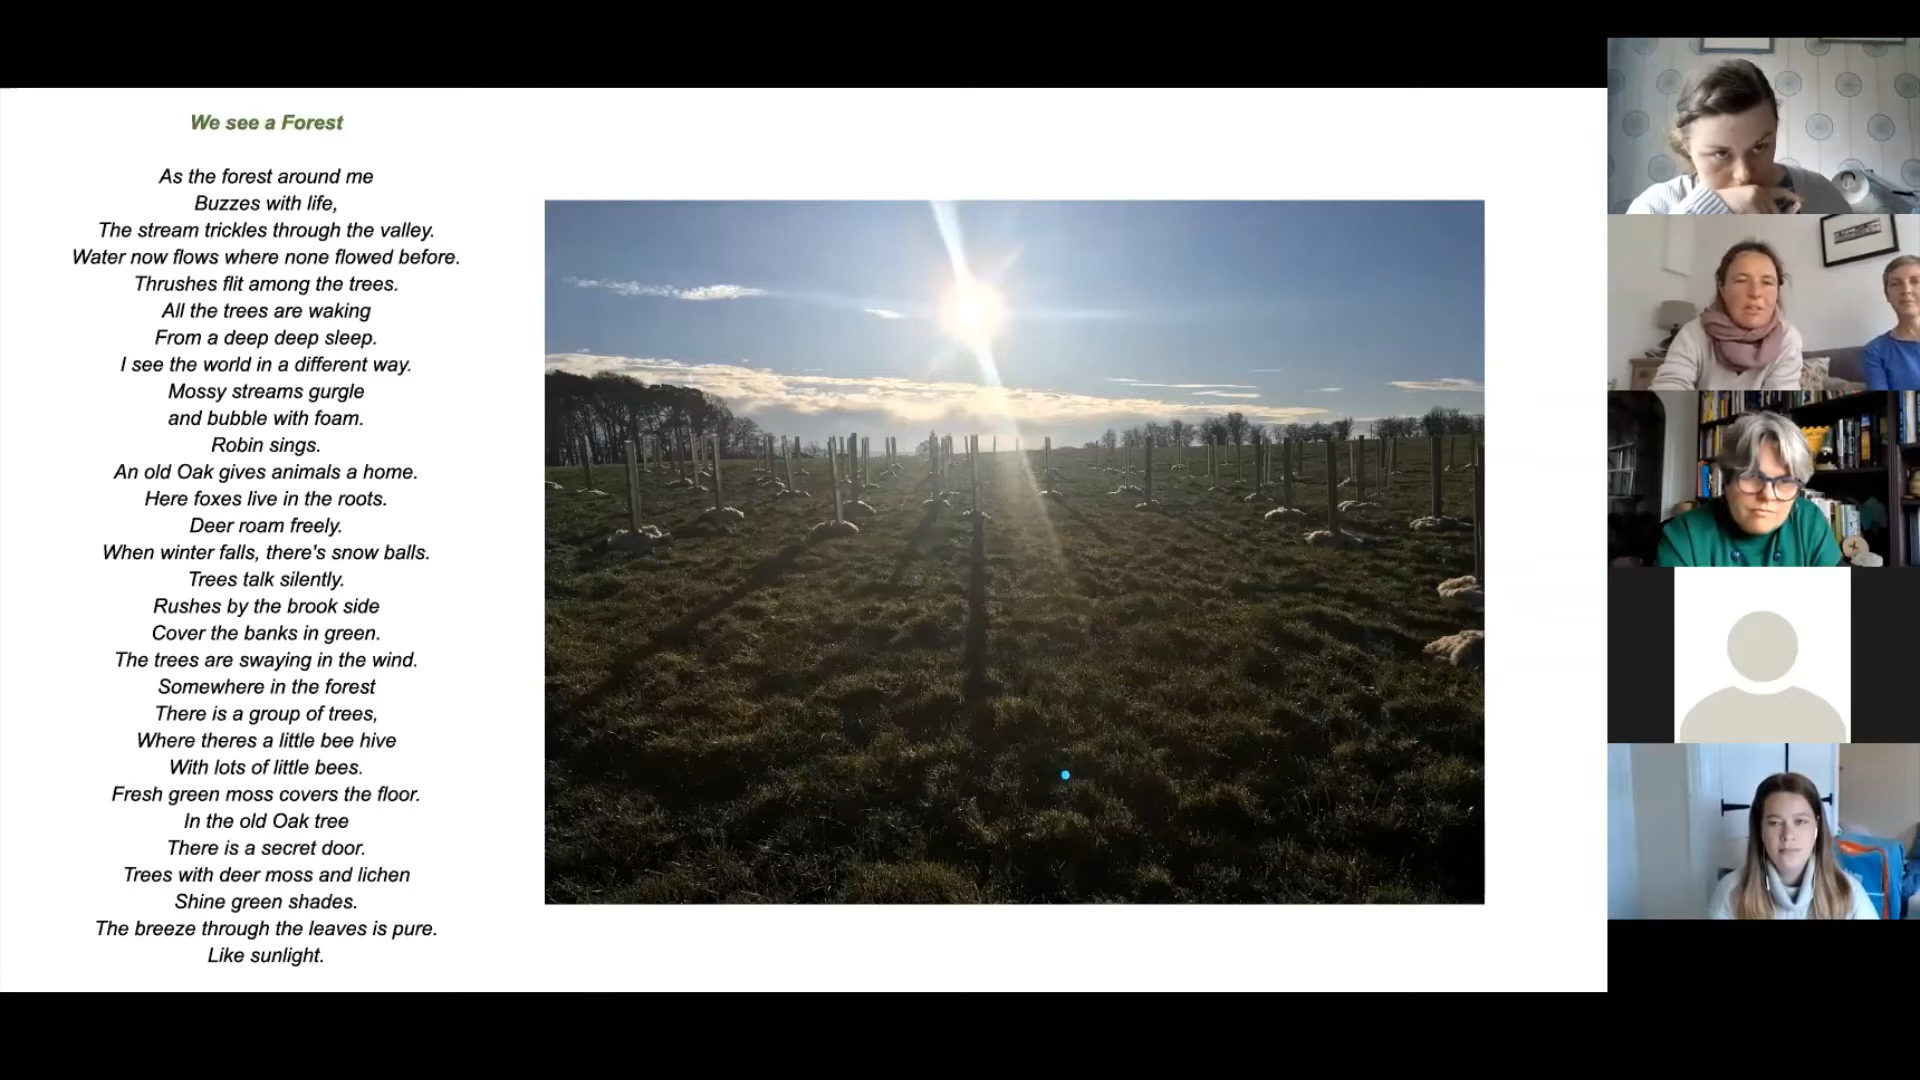 We see a Forest
As the forest around me
Buzzes with life,
The stream trickles through the valley.
Water now flows where none flowed before.
Thrushes flit among the trees.
All the trees are waking
From a deep deep sleep.
I see the world in a different way.
Mossy streams gurgle
and bubble with foam.
Robin sings.
An old Oak gives animals a home.
Here foxes live in the roots.
Deer roam freely.
When winter falls, there's snow balls.
Trees talk silently.
Rushes by the brook side
Cover the banks in green.
The trees are swaying in the wind.
Somewhere in the forest
There is a group of trees,
Where theres a little bee hive
With lots of little bees.
Fresh green moss covers the floor.
In the old Oak tree
There is a secret door.
Trees with deer moss and lichen
Shine green shades.
The breeze through the leaves is pure.
Like sunlight.